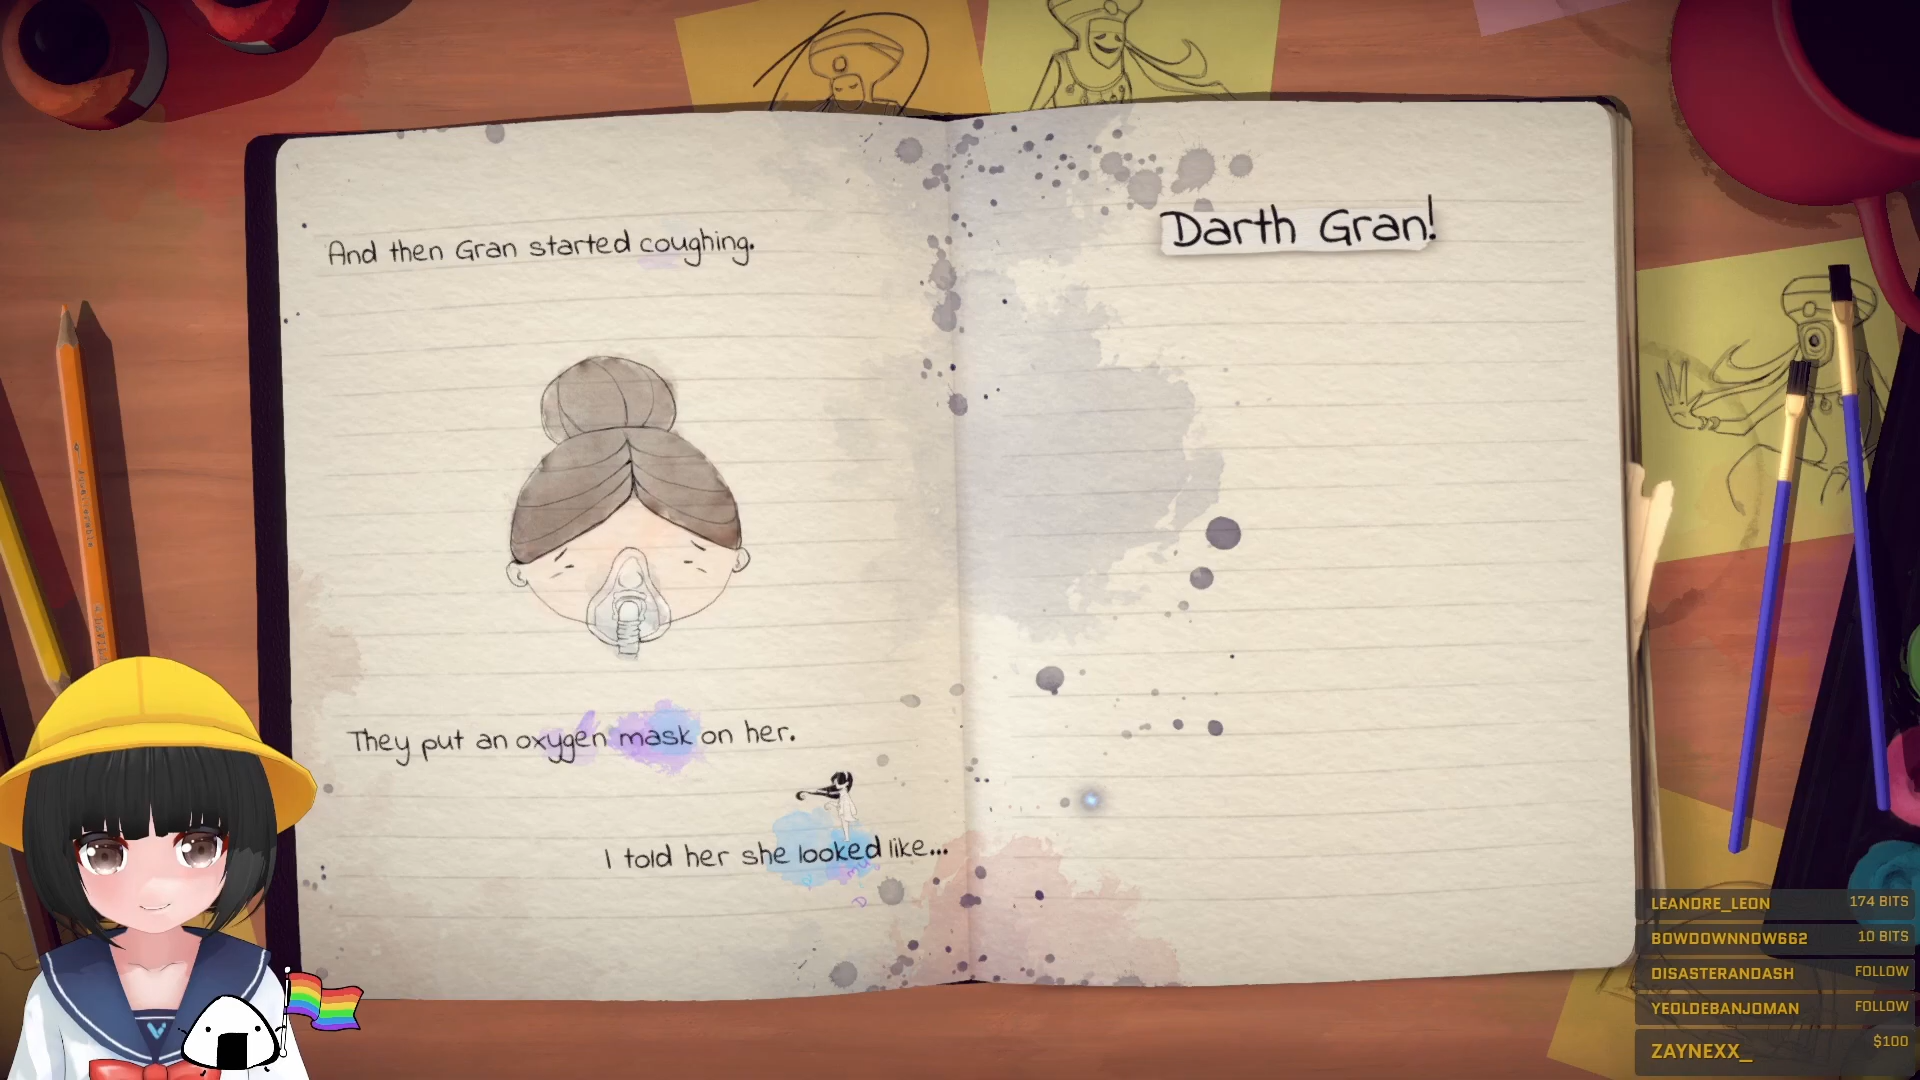 And then Gran started coughing.
They put an oxygen mask on her.
I told her she looked like...
Darth Gran!
LEANDRE_LEON 174 BITS
BOWDOWNNOW662 10 BITS
DISASTERANDASH FOLLOW
YEOLDEBANJOMAN FOLLOW
ZAYNEXX_ $100